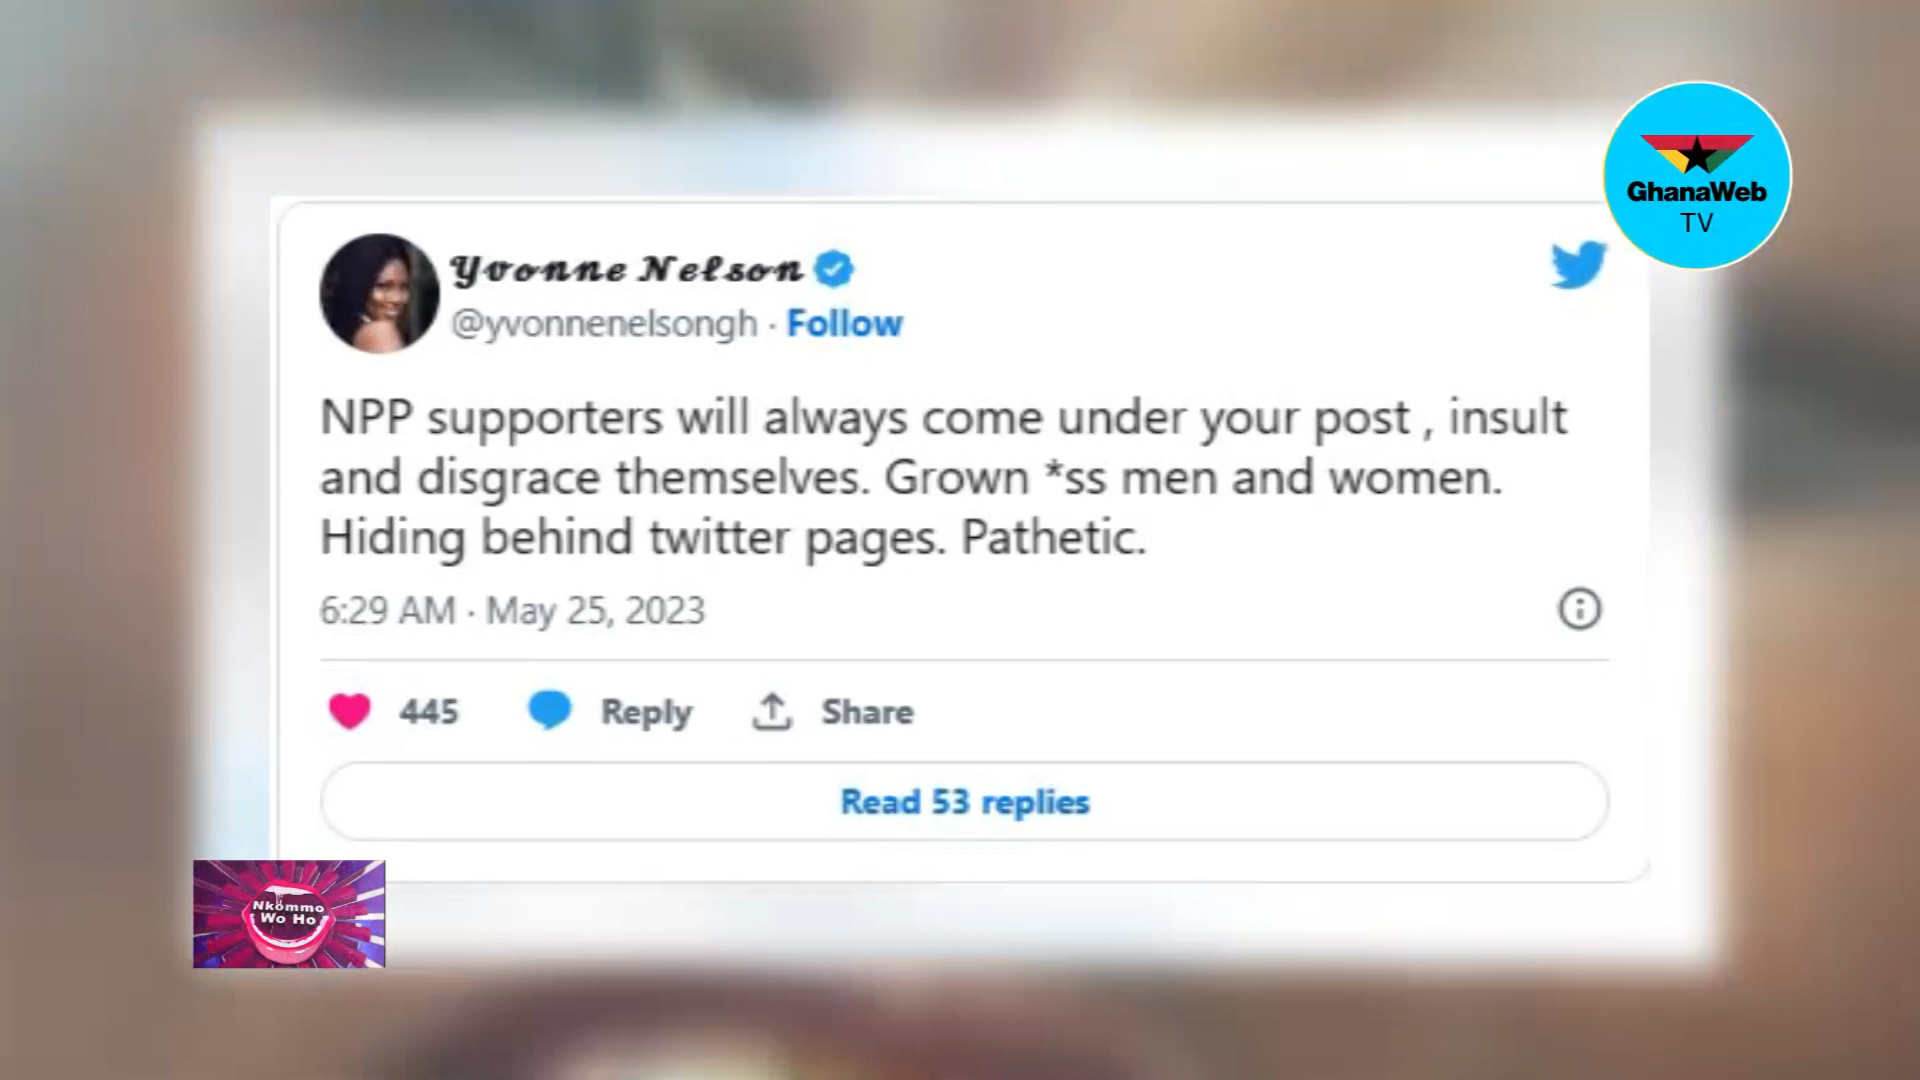 GhanaWeb
TV
Yvonne Nelson
@yvonnenelsongh · Follow
NPP supporters will always come under your post , insult
and disgrace themselves. Grown *ss men and women.
Hiding behind twitter pages. Pathetic.
6:29 AM · May 25, 2023
445 Reply Share
Read 53 replies
Nkommo
Wo Ho